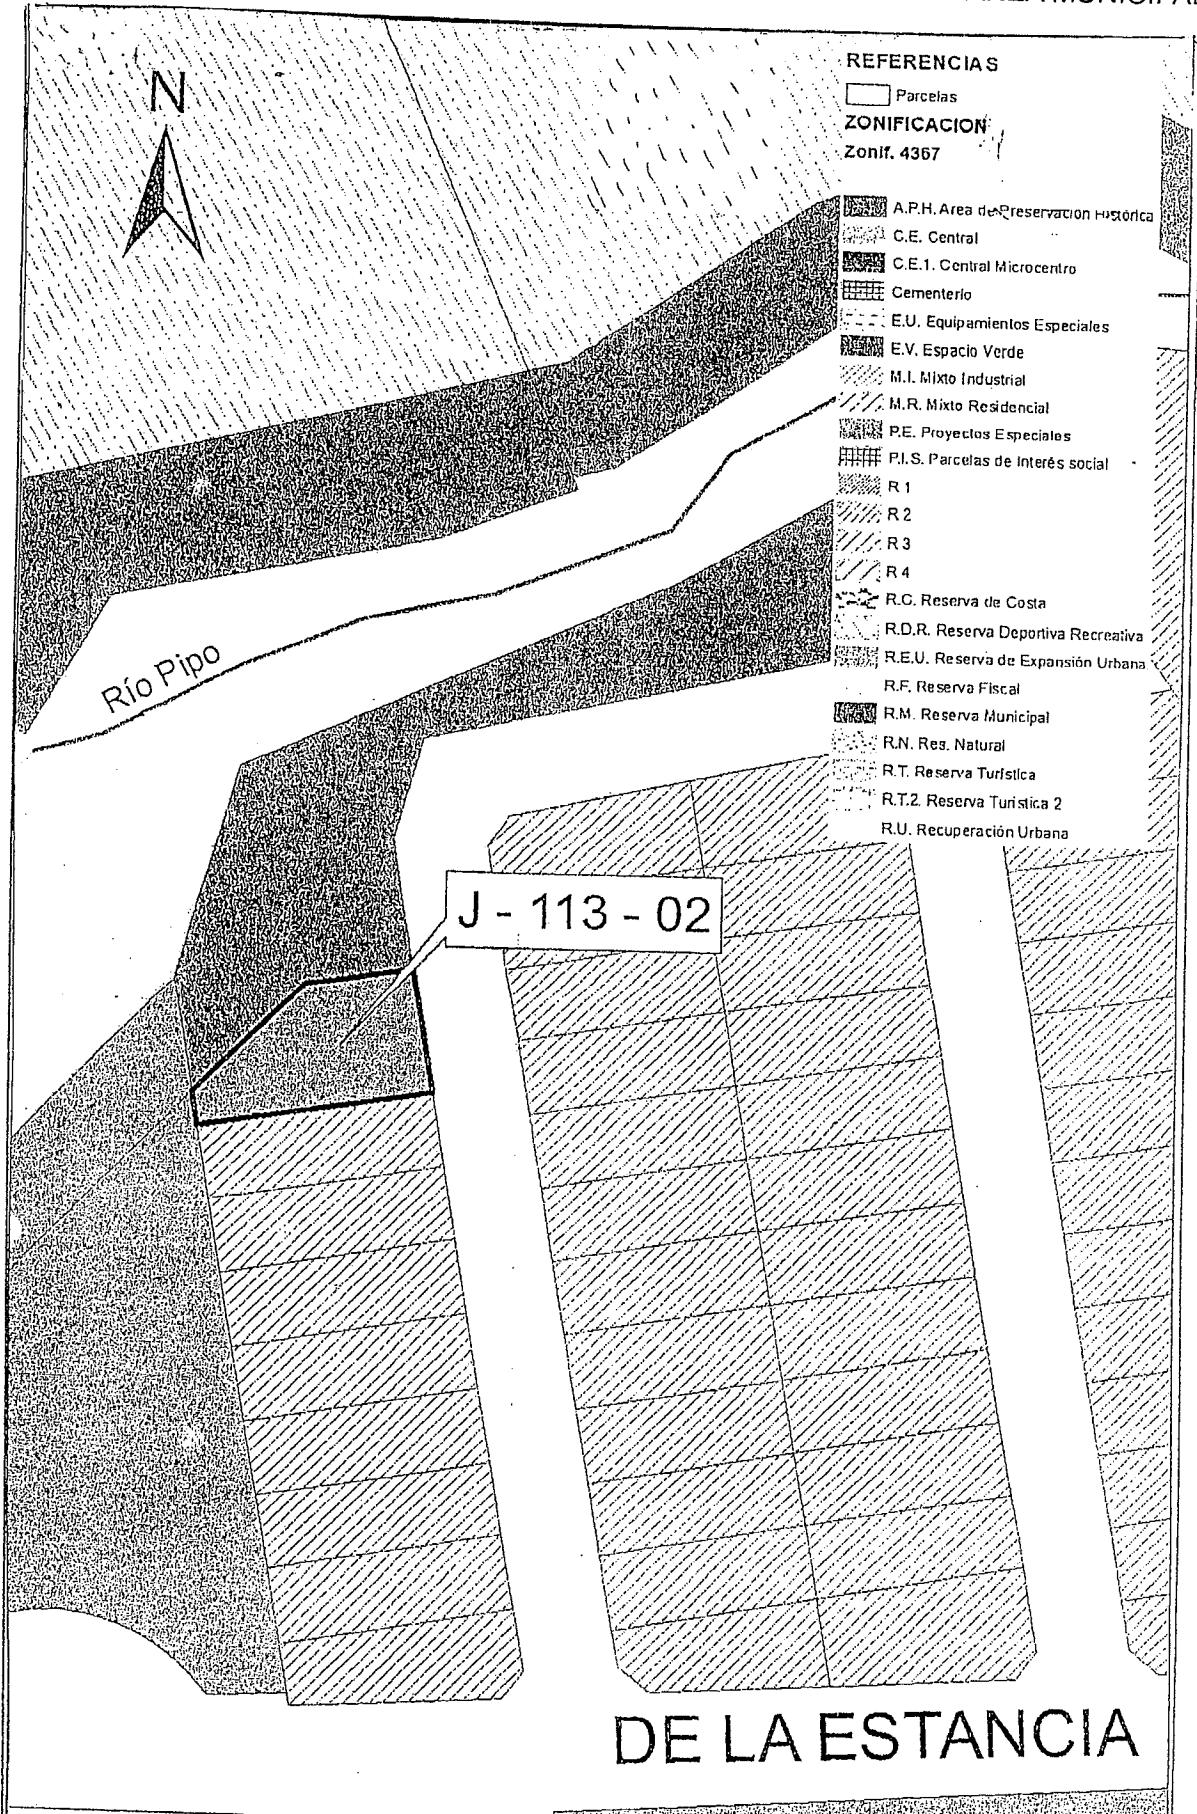 N
REFERENCIAS
Parcelas
ZONIFICACION
Zonif. 4367
A.P.H. Area de Preservación Histórica
C.E. Central
C.E.1. Central Microcentro
Cementerio
E.U. Equipamientos Especiales
E.V. Espacio Verde
M.I. Mixto Industrial
M.R. Mixto Residencial
P.E. Proyectos Especiales
P.I.S. Parcelas de Interés social
R 1
R 2
R 3
R 4
R.C. Reserva de Costa
R.D.R. Reserva Deportiva Recreativa
R.E.U. Reserva de Expansión Urbana
R.F. Reserva Fiscal
R.M. Reserva Municipal
R.N. Res. Natural
R.T. Reserva Turística
R.T.2. Reserva Turistica 2
R.U. Recuperación Urbana
Río Pipo
J - 113 - 02
DE LA ESTANCIA